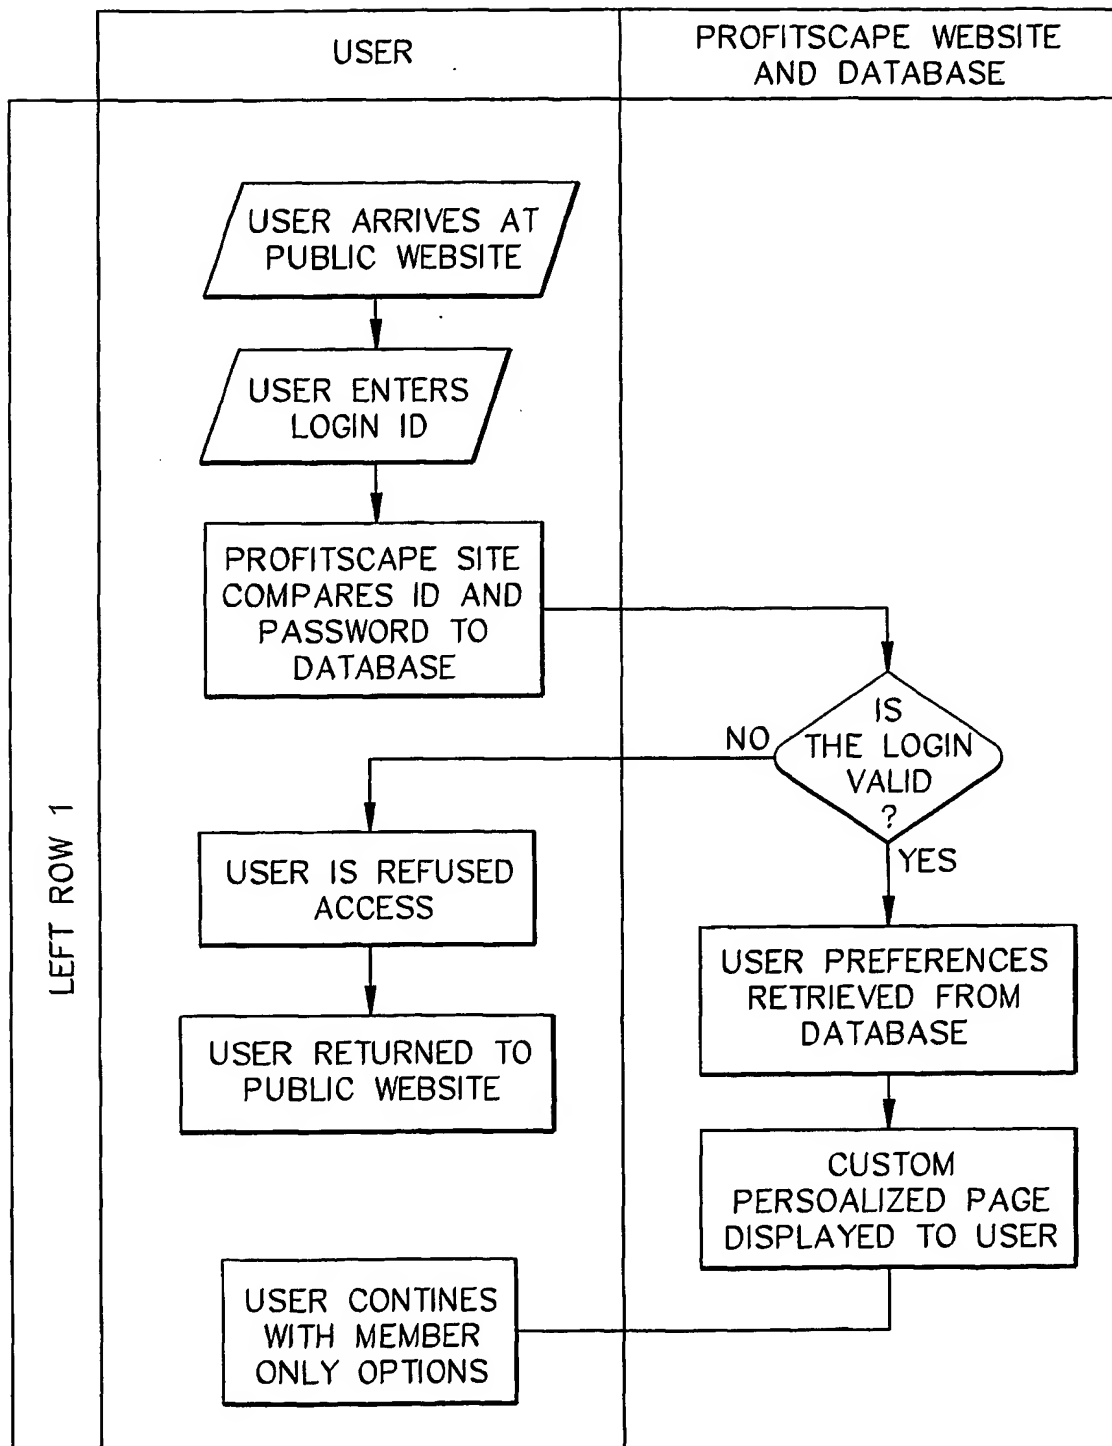 USER
PROFITSCAPE WEBSITE
AND DATABASE
LEFT ROW 1
USER ARRIVES AT
PUBLIC WEBSITE
USER ENTERS
LOGIN ID
PROFITSCAPE SITE
COMPARES ID AND
PASSWORD TO
DATABASE
IS
THE LOGIN
VALID
?
NO
YES
USER IS REFUSED
ACCESS
USER RETURNED TO
PUBLIC WEBSITE
USER PREFERENCES
RETRIEVED FROM
DATABASE
CUSTOM
PERSOALIZED PAGE
DISPLAYED TO USER
USER CONTINES
WITH MEMBER
ONLY OPTIONS